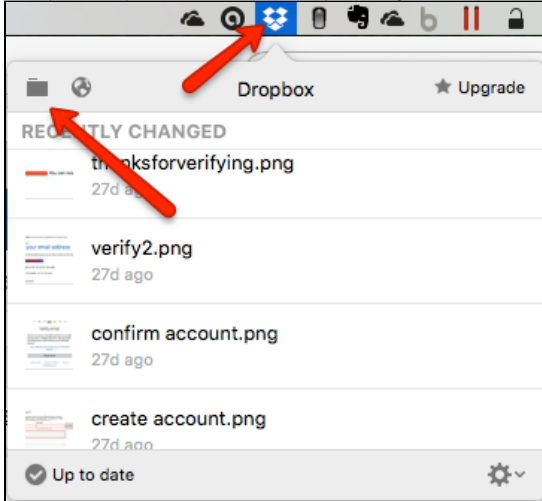 Dropbox
Upgrade
RECENTLY CHANGED
thanksforverifying.png
27d ago
verify2.png
27d ago
confirm account.png
27d ago
create account.png
27d ago
Up to date